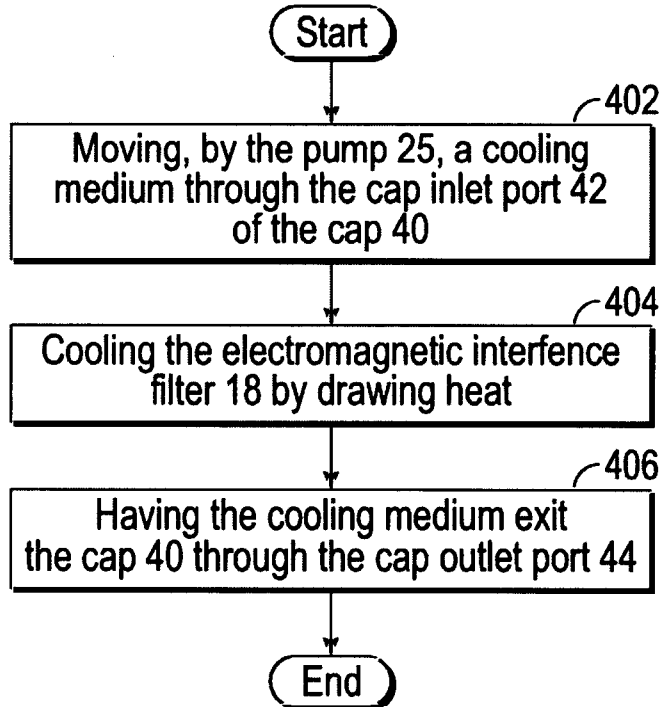 Start
402
Moving, by the pump 25, a cooling
medium through the cap inlet port 42
of the cap 40
404
Cooling the electromagnetic interfence
filter 18 by drawing heat
406
Having the cooling medium exit
the cap 40 through the cap outlet port 44
End